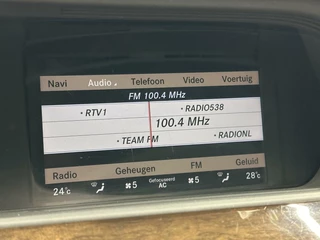 Navi Audio Telefoon Video Voertuig
FM 100.4 MHz
• RTV1 • RADIO538
100.4 MHz
• TEAM FM • RADIONL
Radio Geheugen FM Geluid
24°C 5 Gefocusseerd AC 5 28°C